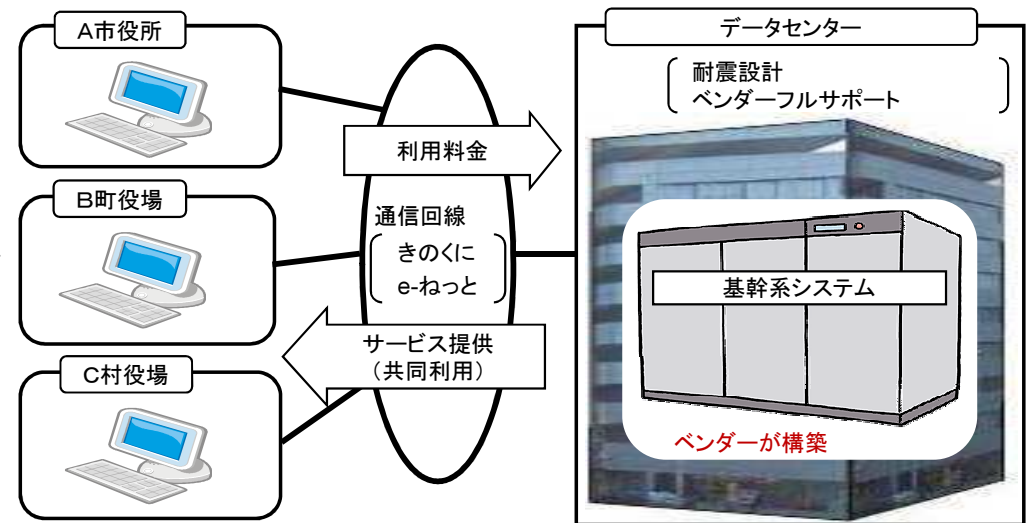 A市役所
データセンター
耐震設計
ベンダーフルサポート
利用料金
B町役場
通信回線
きのくに
e-ねっと
基幹系システム
サービス提供
(共同利用)
C村役場
ベンダーが構築